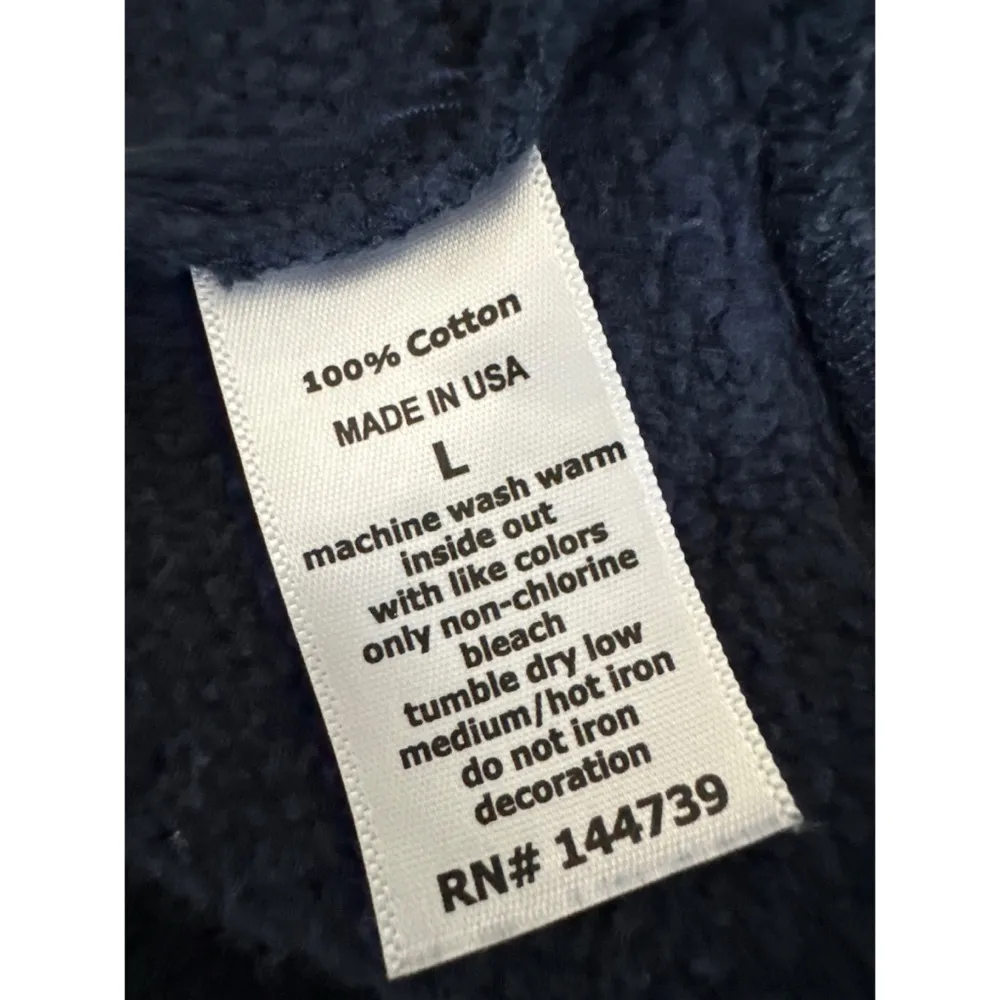 100% Cotton
MADE IN USA
L
machine wash warm
inside out
with like colors
only non-chlorine
bleach
tumble dry low
medium/hot iron
do not iron
decoration
RN# 144739